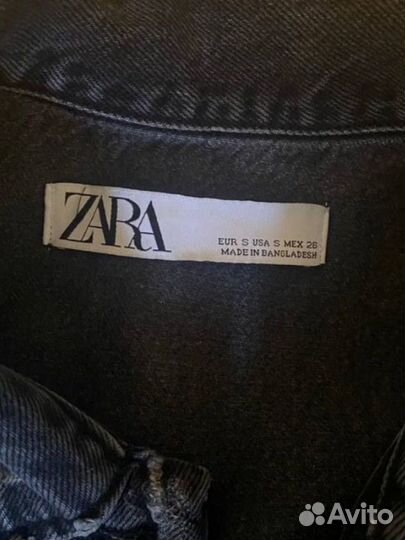 ZARA
EUR S USA S MEX 26
MADE IN BANGLADESH
Avito